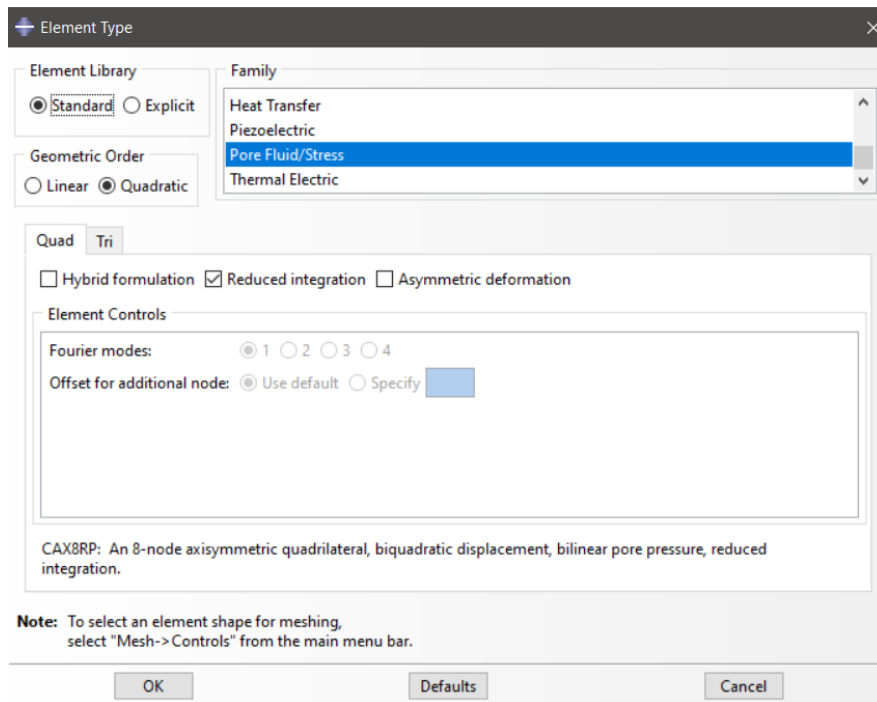 Element Type
Element Library
Family
Standard Explicit
Heat Transfer
Piezoelectric
Geometric Order
Pore Fluid/Stress
Linear Quadratic
Thermal Electric
Quad Tri
Hybrid formulation Reduced integration Asymmetric deformation
Element Controls
Fourier modes: 1 2 3 4
Offset for additional node: Use default Specify
CAX8RP: An 8-node axisymmetric quadrilateral, biquadratic displacement, bilinear pore pressure, reduced
integration.
Note: To select an element shape for meshing,
select "Mesh->Controls" from the main menu bar.
OK Defaults Cancel